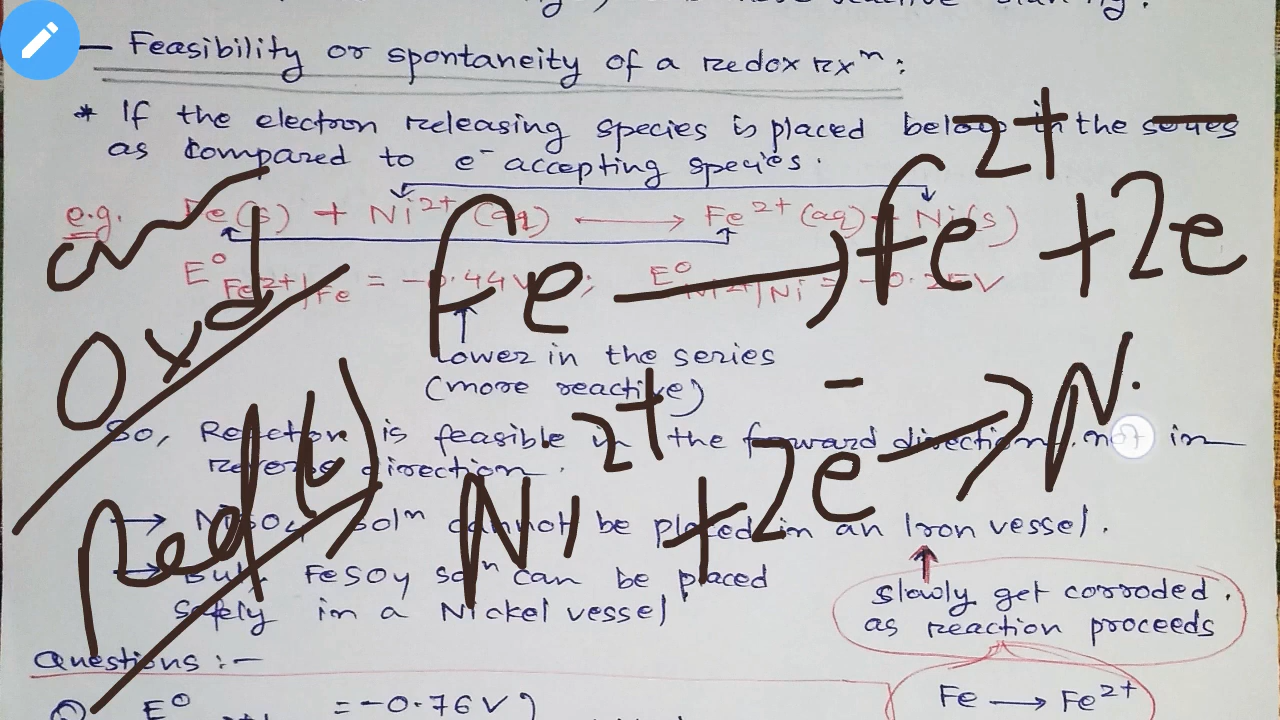 — Feasibility or spontaneity of a redox rxⁿ :
* If the electron releasing species is placed below in the series
as compared to e⁻ accepting species.
e.g. Fe(s) + Ni²⁺ (aq) ⟶ Fe²⁺ (aq) + Ni(s)
E⁰ Fe²⁺/Fe = -0.44V ; E⁰ Ni²⁺/Ni = -0.25V
Lower in the series
(more reactive)
So, Reaction is feasible in the forward direction, not in
reverse direction.
→ NiSO₄ solⁿ cannot be placed in an Iron vessel.
→ But FeSO4 solⁿ can be placed
safely in a Nickel vessel
slowly get corroded.
as reaction proceeds
Questions :—
Fe → Fe²⁺
E⁰ = -0.76V
Oxd
Fe → Fe²⁺ + 2e
Ni²⁺ + 2e⁻ → Ni